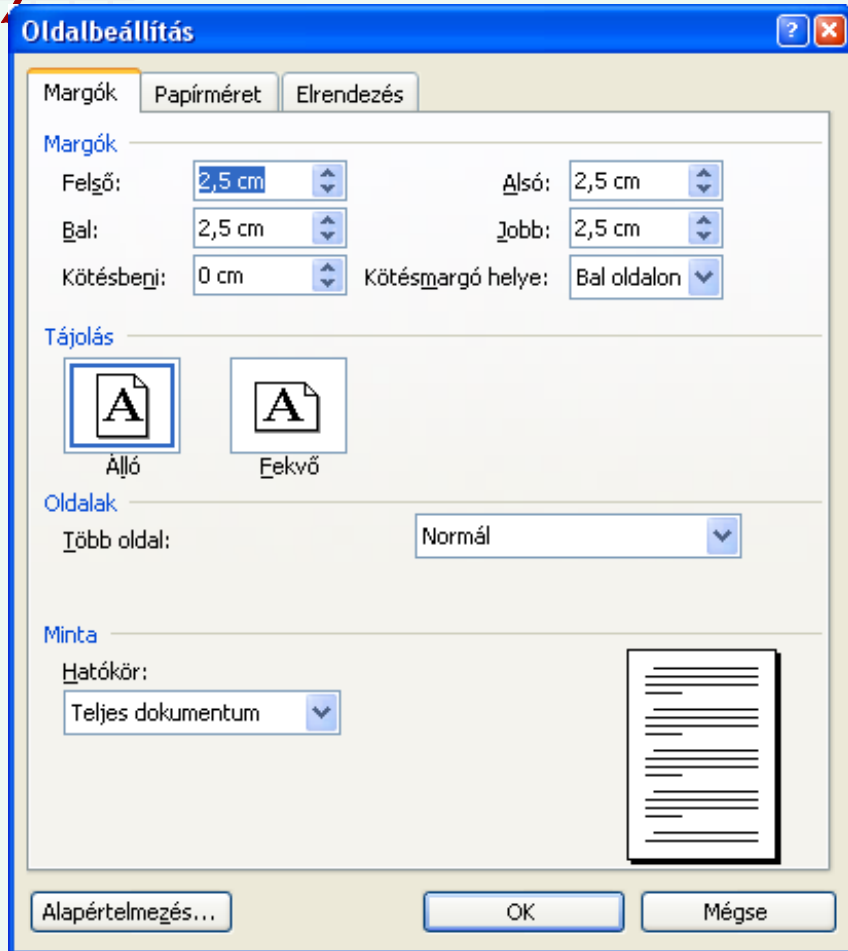 Oldalbeállítás
Margók Papírméret Elrendezés
Margók
Felső: 2,5 cm Alsó: 2,5 cm
Bal: 2,5 cm Jobb: 2,5 cm
Kötésbeni: 0 cm Kötésmargó helye: Bal oldalon
Tájolás
A A
Álló Fekvő
Oldalak
Több oldal: Normál
Minta
Hatókör:
Teljes dokumentum
Alapértelmezés... OK Mégse